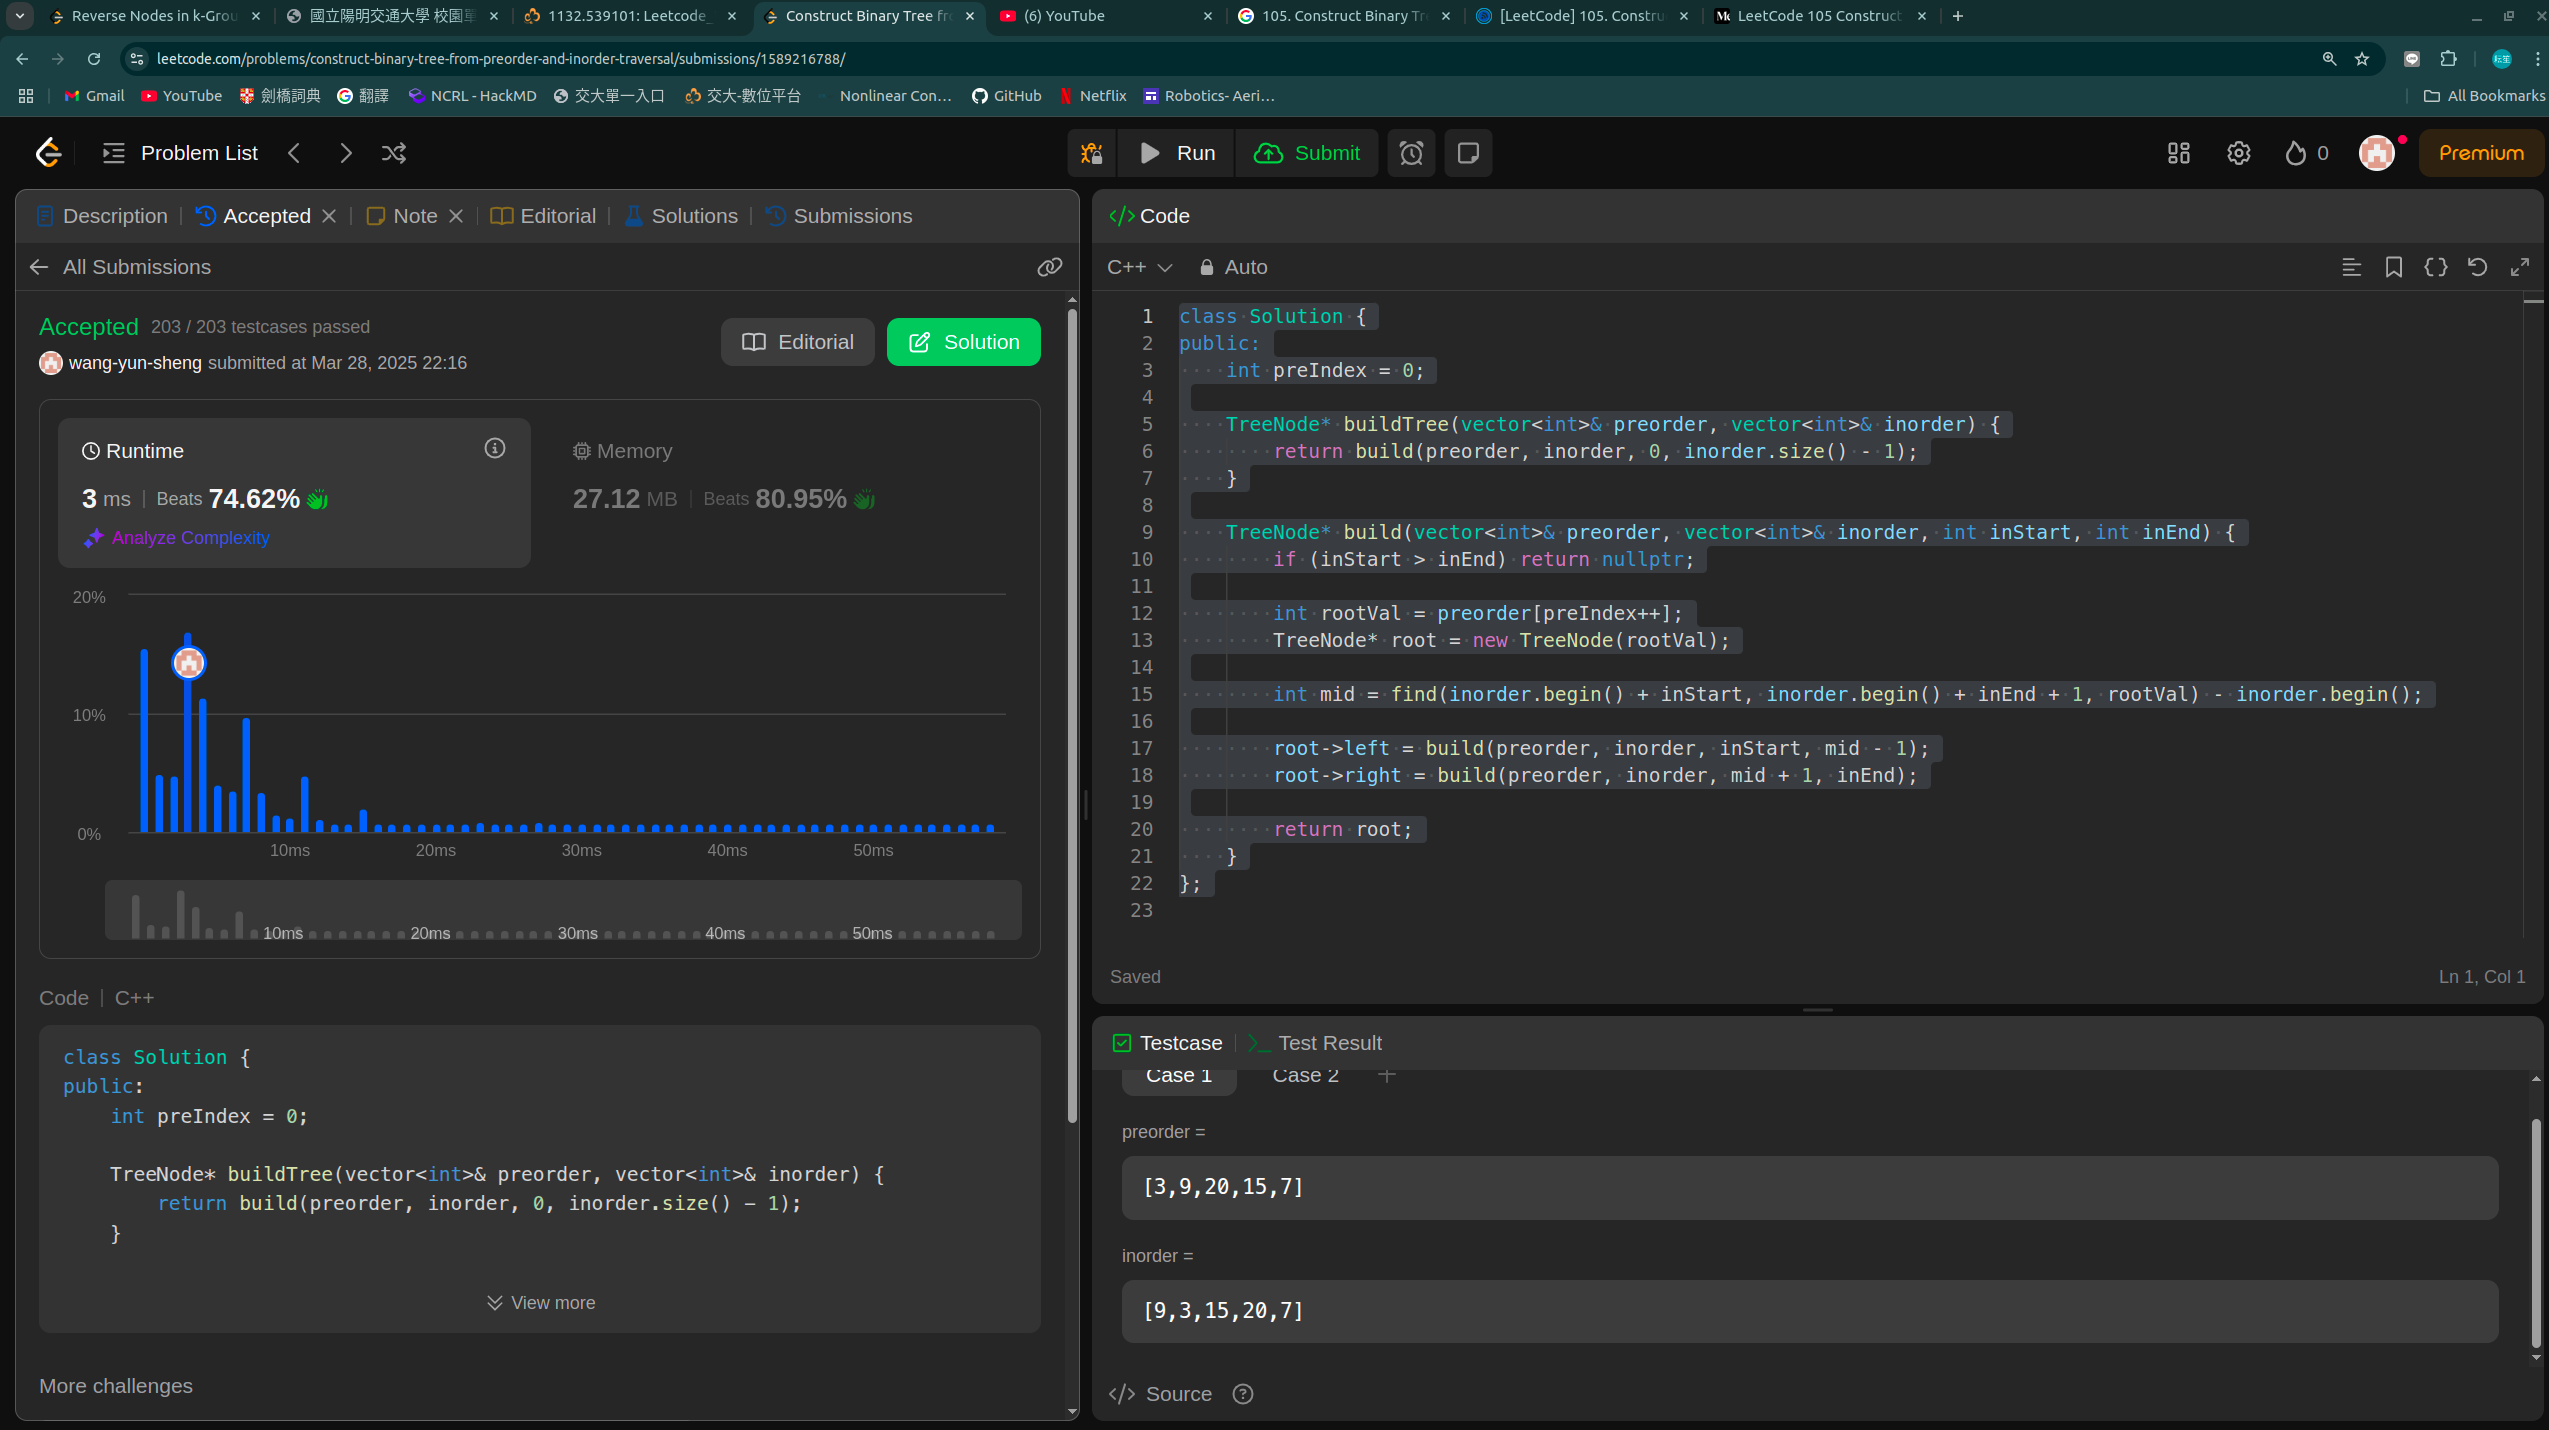 Reverse Nodes in k-Grou
國立陽明交通大學 校園單
1132.539101: Leetcode_
Construct Binary Tree fr
(6) YouTube
105. Construct Binary Tr
[LeetCode] 105. Constru
LeetCode 105 Construct
leetcode.com/problems/construct-binary-tree-from-preorder-and-inorder-traversal/submissions/1589216788/
Gmail
YouTube
劍橋詞典
翻譯
NCRL - HackMD
交大單一入口
交大-數位平台
Nonlinear Con...
GitHub
Netflix
Robotics- Aeri...
All Bookmarks
Problem List
Run
Submit
0
Premium
Description
Accepted
Note
Editorial
Solutions
Submissions
All Submissions
Accepted 203 / 203 testcases passed
wang-yun-sheng submitted at Mar 28, 2025 22:16
Editorial
Solution
Runtime
3 ms | Beats 74.62%
Analyze Complexity
Memory
27.12 MB | Beats 80.95%
20%
10%
0%
10ms 20ms 30ms 40ms 50ms
10ms 20ms 30ms 40ms 50ms
Code | C++
class Solution {
public:
    int preIndex = 0;
    TreeNode* buildTree(vector<int>& preorder, vector<int>& inorder) {
        return build(preorder, inorder, 0, inorder.size() - 1);
    }
View more
More challenges
</> Code
C++
Auto
1 class Solution {
2 public:
3     int preIndex = 0;
4
5     TreeNode* buildTree(vector<int>& preorder, vector<int>& inorder) {
6         return build(preorder, inorder, 0, inorder.size() - 1);
7     }
8
9     TreeNode* build(vector<int>& preorder, vector<int>& inorder, int inStart, int inEnd) {
10         if (inStart > inEnd) return nullptr;
11
12         int rootVal = preorder[preIndex++];
13         TreeNode* root = new TreeNode(rootVal);
14
15         int mid = find(inorder.begin() + inStart, inorder.begin() + inEnd + 1, rootVal) - inorder.begin();
16
17         root->left = build(preorder, inorder, inStart, mid - 1);
18         root->right = build(preorder, inorder, mid + 1, inEnd);
19
20         return root;
21     }
22 };
23
Saved
Ln 1, Col 1
Testcase
Test Result
Case 1
Case 2
preorder =
[3,9,20,15,7]
inorder =
[9,3,15,20,7]
</> Source